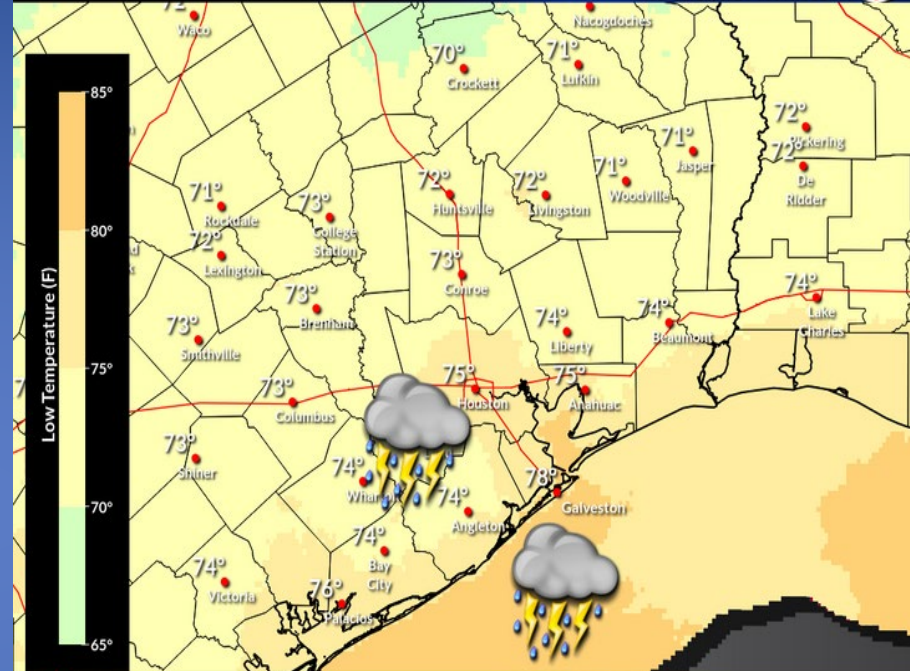 72°
Waco
Nacogdoches
70°
Crockett
71°
Lufkin
85°
72°
Pickering
72°
De
Ridder
71°
Jasper
71°
Woodville
72°
Huntsville
72°
Livingston
71°
Rockdale
73°
College
Station
80°
72°
Lexington
73°
Conroe
74°
Lake
Charles
73°
Brenham
74°
Beaumont
74°
Liberty
73°
Smithville
Low Temperature (F)
75°
75°
Houston
75°
Anahuac
73°
Columbus
73°
Shiner
74°
78°
Galveston
74°
Angleton
70°
74°
Bay
City
74°
Victoria
76°
Palacios
65°